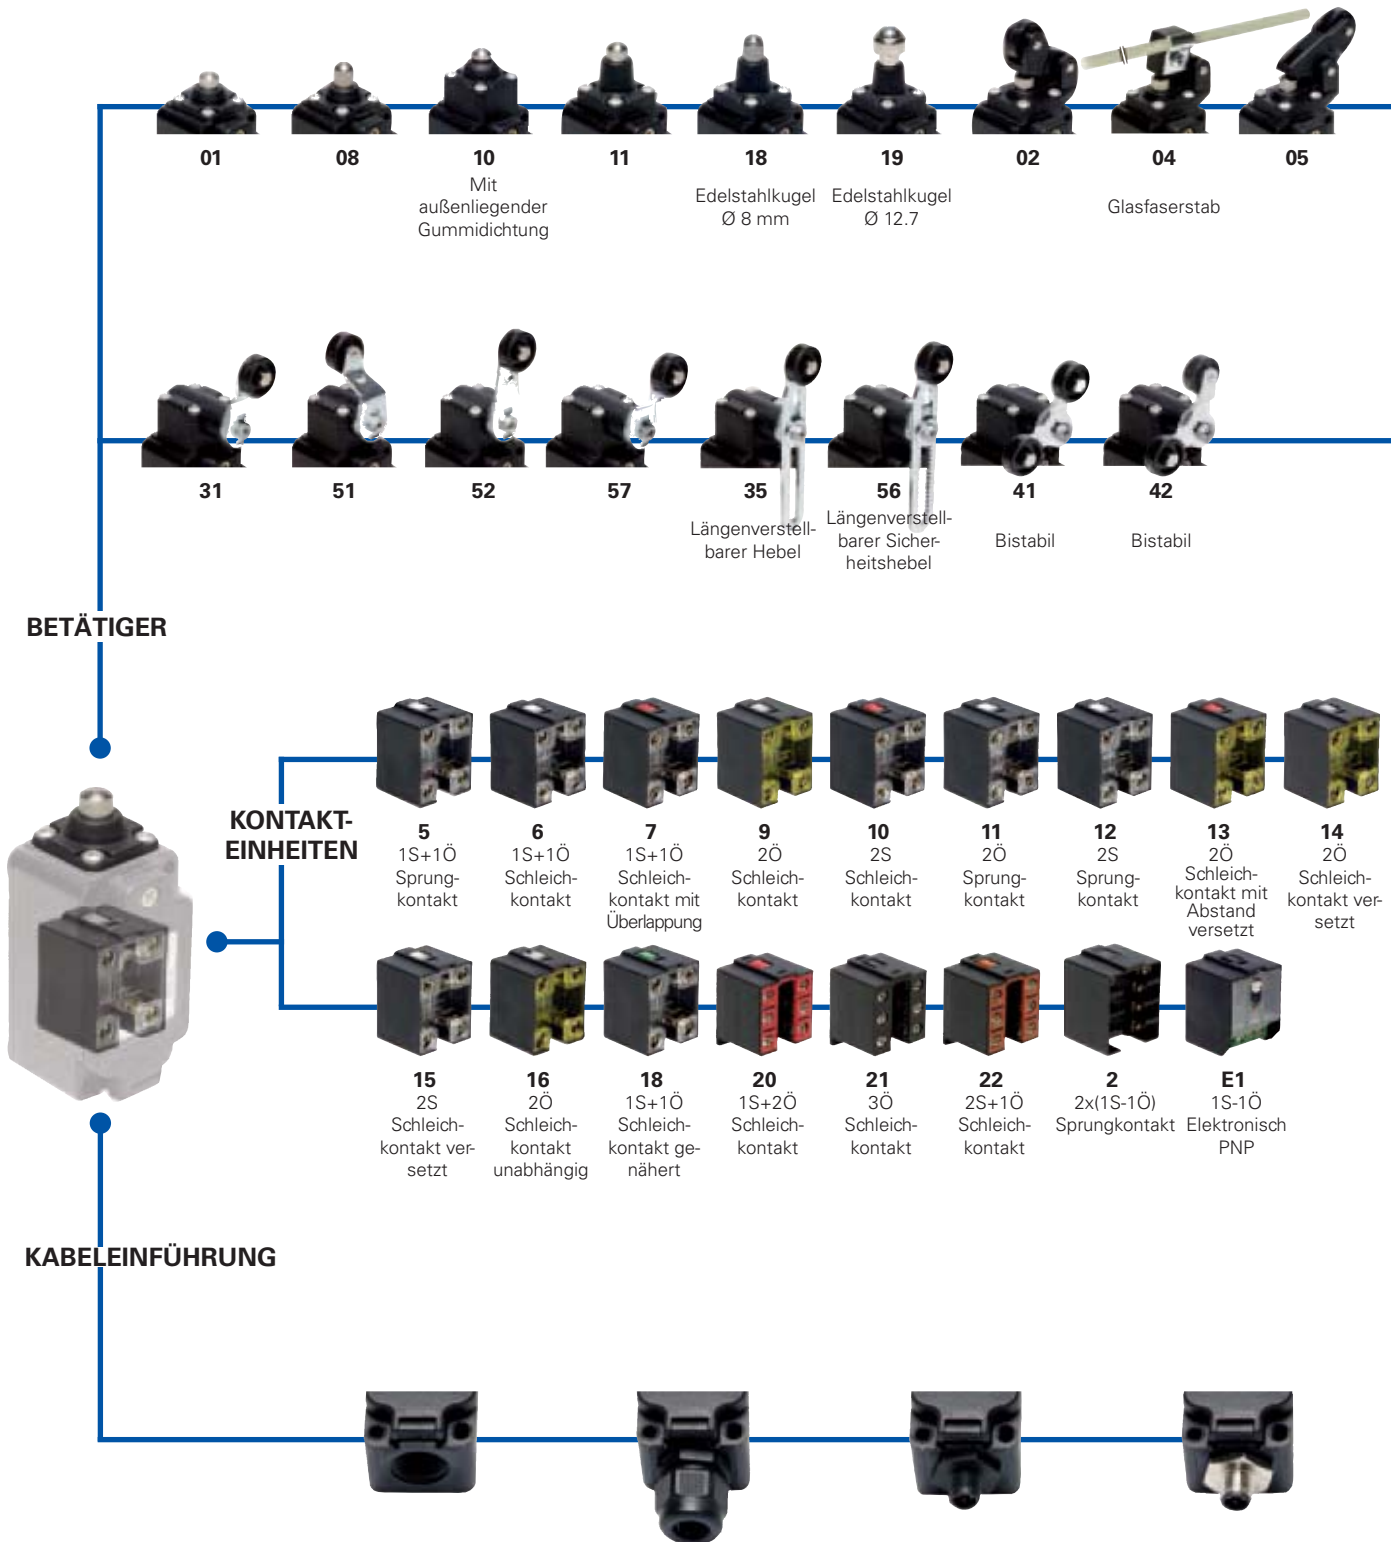 01 08 10 11 18 19 02 04 05
Mit
außenliegender
Gummidichtung
Edelstahlkugel
Ø 8 mm
Edelstahlkugel
Ø 12.7
Glasfaserstab
31 51 52 57 35 56 41 42
Längenverstell-
barer Hebel
Längenverstell-
barer Sicher-
heitshebel
Bistabil
Bistabil
BETÄTIGER
KONTAKT-
EINHEITEN
5
1S+1Ö
Sprung-
kontakt
6
1S+1Ö
Schleich-
kontakt
7
1S+1Ö
Schleich-
kontakt mit
Überlappung
9
2Ö
Schleich-
kontakt
10
2S
Schleich-
kontakt
11
2Ö
Sprung-
kontakt
12
2S
Sprung-
kontakt
13
2Ö
Schleich-
kontakt mit
Abstand
versetzt
14
2Ö
Schleich-
kontakt ver-
setzt
15
2S
Schleich-
kontakt ver-
setzt
16
2Ö
Schleich-
kontakt
unabhängig
18
1S+1Ö
Schleich-
kontakt ge-
nähert
20
1S+2Ö
Schleich-
kontakt
21
3Ö
Schleich-
kontakt
22
2S+1Ö
Schleich-
kontakt
2
2x(1S-1Ö)
Sprungkontakt
E1
1S-1Ö
Elektronisch
PNP
KABELEINFÜHRUNG